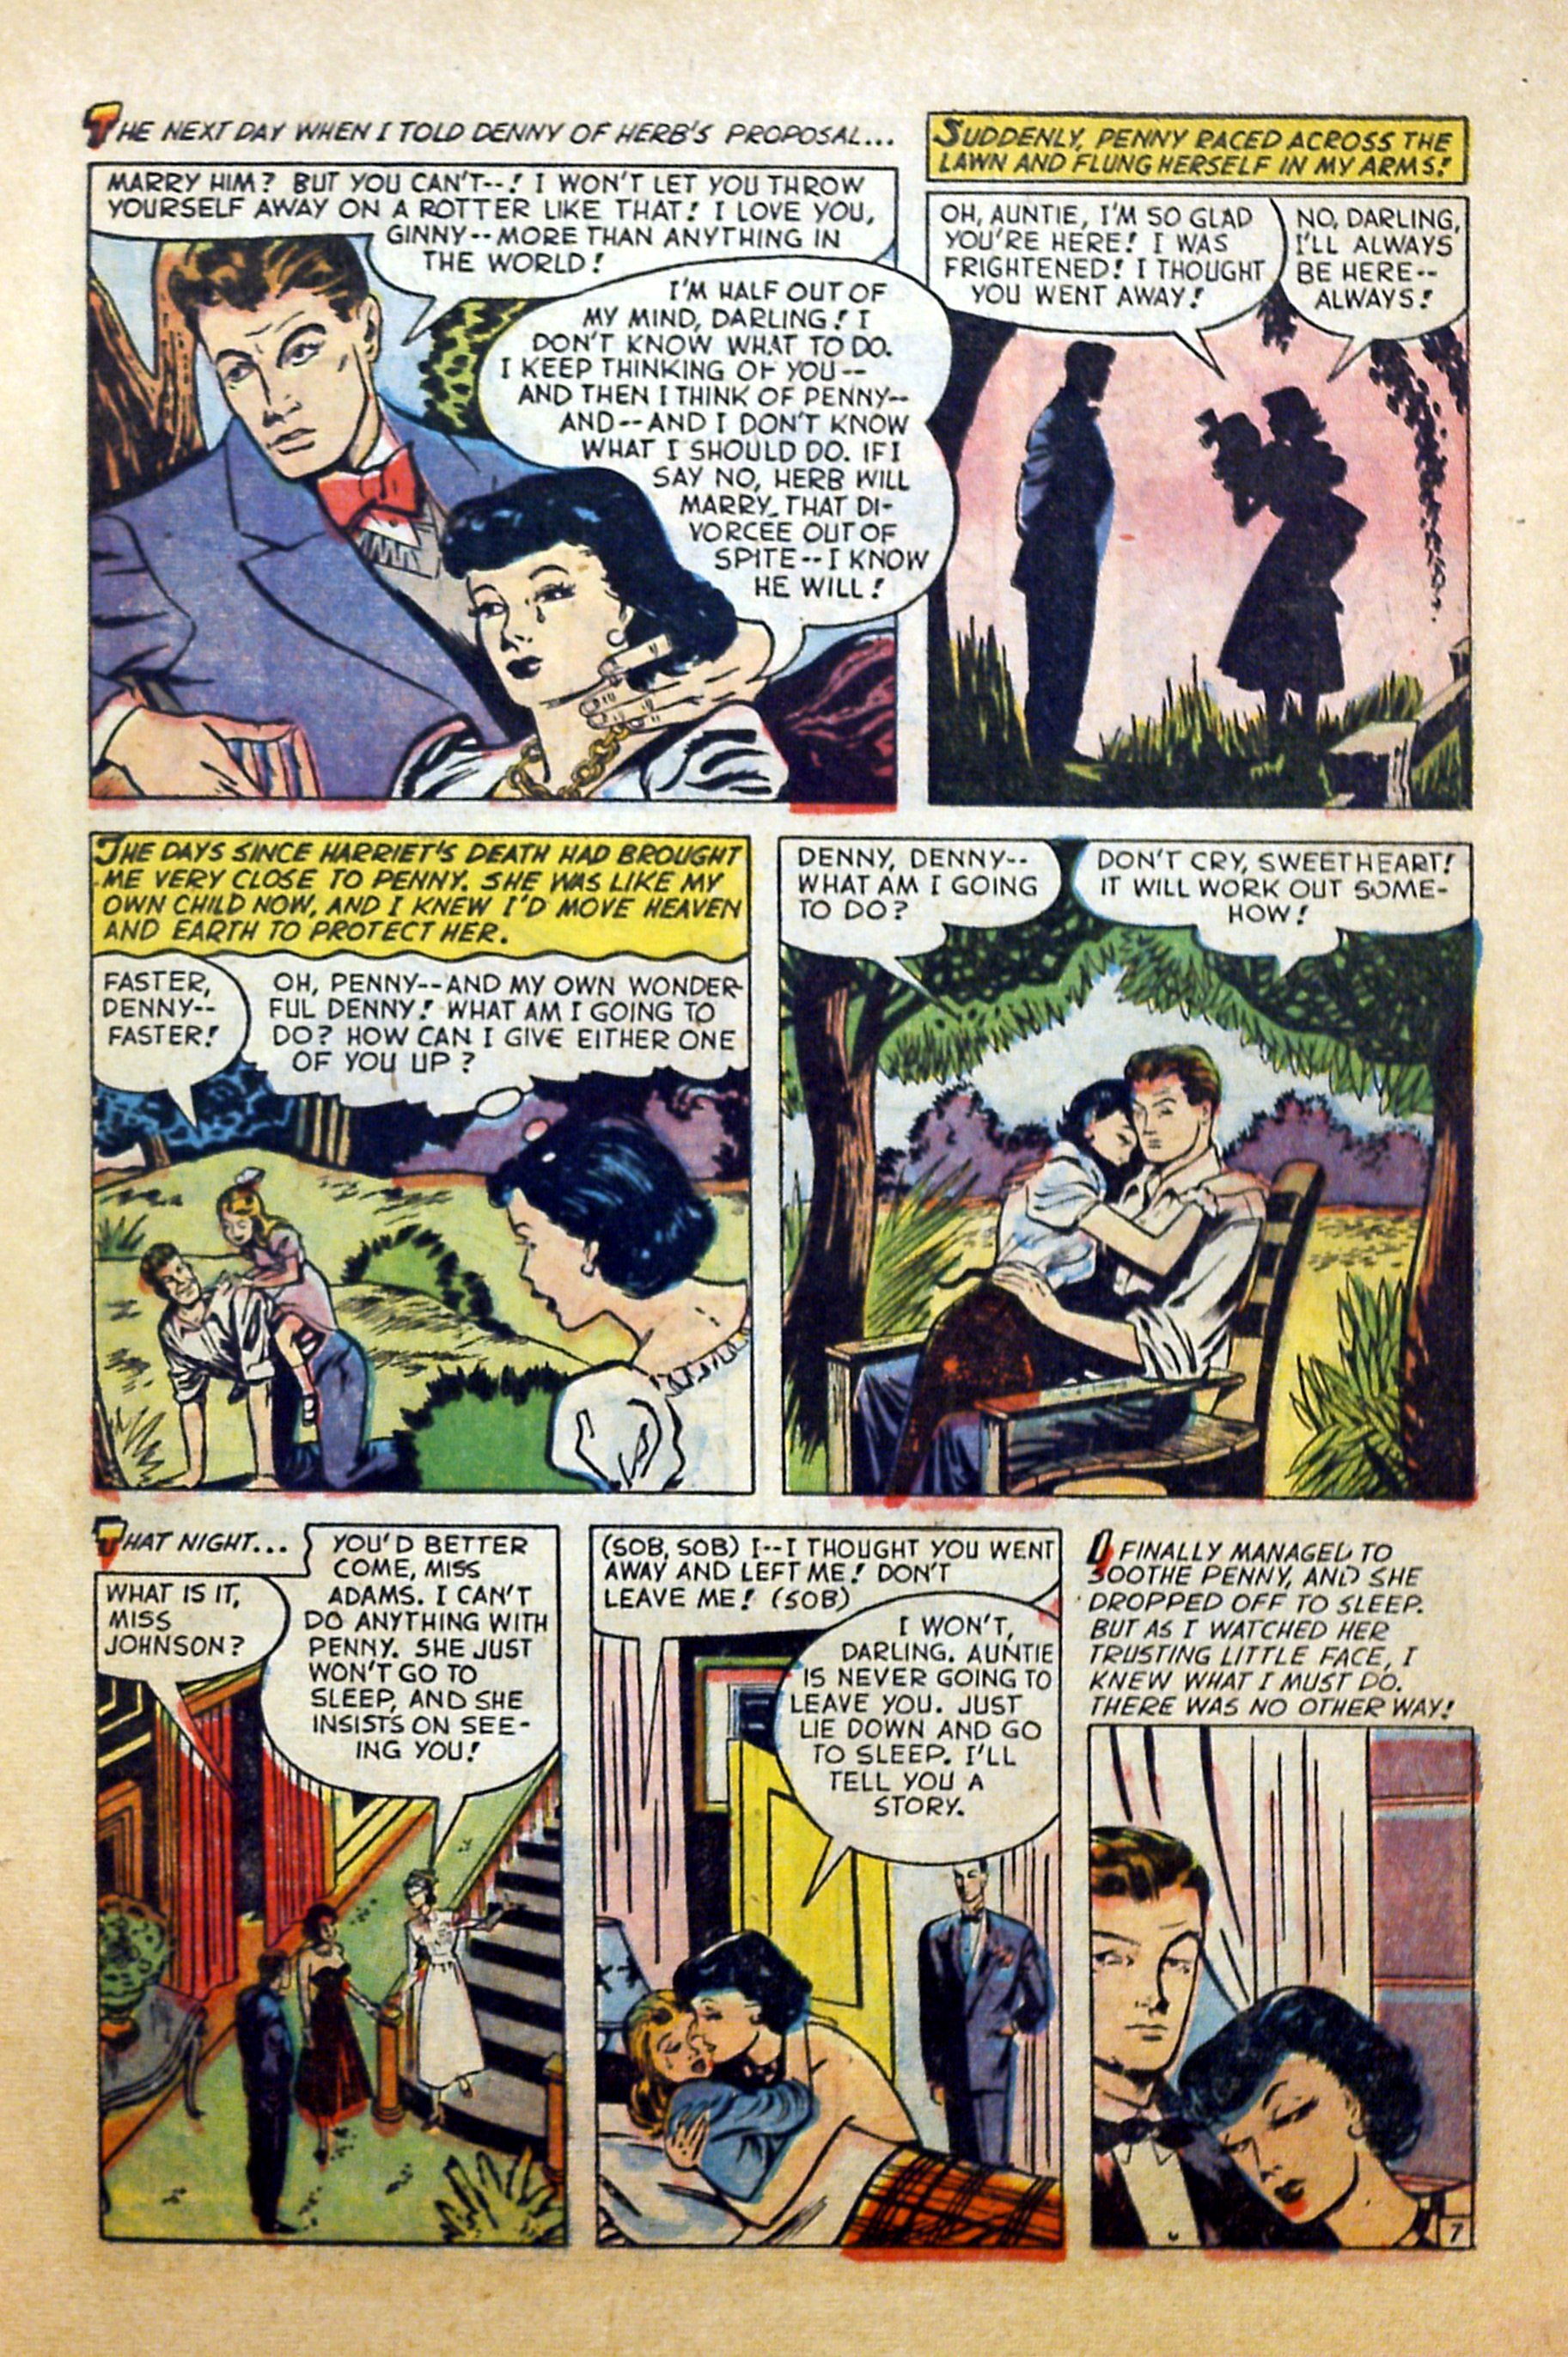 THE NEXT DAY WHEN I TOLD DENNY OF HERB'S PROPOSAL...
MARRY HIM? BUT YOU CAN'T--! I WON'T LET YOU THROW
YOURSELF AWAY ON A ROTTER LIKE THAT! I LOVE YOU,
GINNY--MORE THAN ANYTHING IN
THE WORLD!
I'M HALF OUT OF
MY MIND, DARLING! I
DON'T KNOW WHAT TO DO.
I KEEP THINKING OF YOU--
AND THEN I THINK OF PENNY--
AND--AND I DON'T KNOW
WHAT I SHOULD DO. IF I
SAY NO, HERB WILL
MARRY THAT DI-
VORCEE OUT OF
SPITE--I KNOW
HE WILL!
SUDDENLY, PENNY RACED ACROSS THE
LAWN AND FLUNG HERSELF IN MY ARMS!
OH, AUNTIE, I'M SO GLAD
YOU'RE HERE! I WAS
FRIGHTENED! I THOUGHT
YOU WENT AWAY!
NO, DARLING,
I'LL ALWAYS
BE HERE--
ALWAYS!
THE DAYS SINCE HARRIET'S DEATH HAD BROUGHT
ME VERY CLOSE TO PENNY. SHE WAS LIKE MY
OWN CHILD NOW, AND I KNEW I'D MOVE HEAVEN
AND EARTH TO PROTECT HER.
FASTER,
DENNY--
FASTER!
OH, PENNY--AND MY OWN WONDER-
FUL DENNY! WHAT AM I GOING TO
DO? HOW CAN I GIVE EITHER ONE
OF YOU UP?
DENNY, DENNY--
WHAT AM I GOING
TO DO?
DON'T CRY, SWEETHEART!
IT WILL WORK OUT SOME-
HOW!
THAT NIGHT...
WHAT IS IT,
MISS
JOHNSON?
YOU'D BETTER
COME, MISS
ADAMS. I CAN'T
DO ANYTHING WITH
PENNY. SHE JUST
WON'T GO TO
SLEEP, AND SHE
INSISTS ON SEE-
ING YOU!
(SOB, SOB) I--I THOUGHT YOU WENT
AWAY AND LEFT ME! DON'T
LEAVE ME! (SOB)
I WON'T,
DARLING. AUNTIE
IS NEVER GOING TO
LEAVE YOU. JUST
LIE DOWN AND GO
TO SLEEP. I'LL
TELL YOU A
STORY.
I FINALLY MANAGED TO
SOOTHE PENNY, AND SHE
DROPPED OFF TO SLEEP.
BUT AS I WATCHED HER
TRUSTING LITTLE FACE, I
KNEW WHAT I MUST DO.
THERE WAS NO OTHER WAY!
7